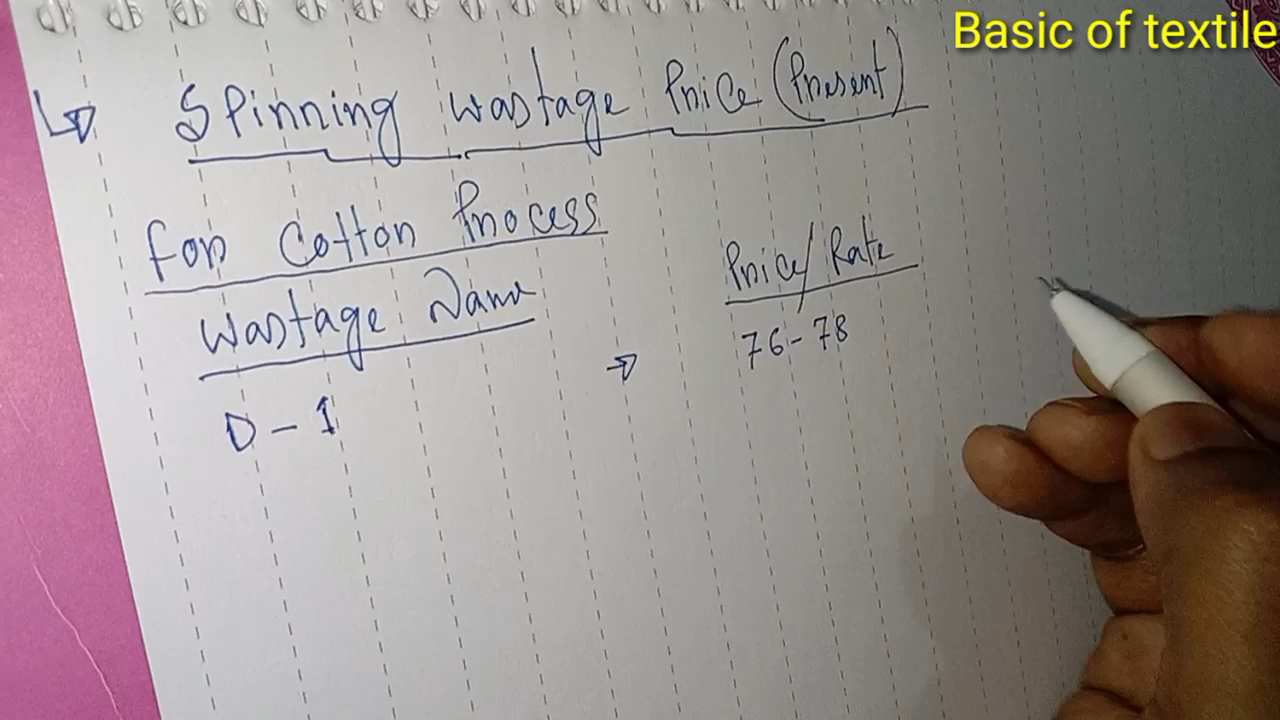 Basic of textile
↳ Spinning Wastage Price (Present)
For Cotton Process
Wastage Name Price/Rate
D - 1 → 76 - 78